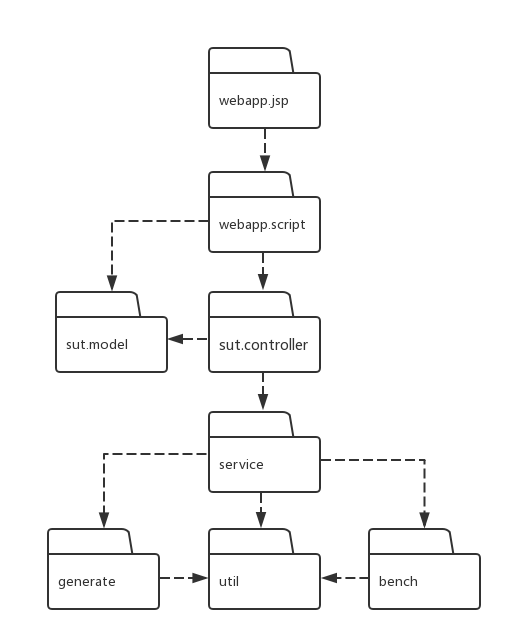 webapp.jsp
webapp.script
sut.model
sut.controller
service
generate
util
bench